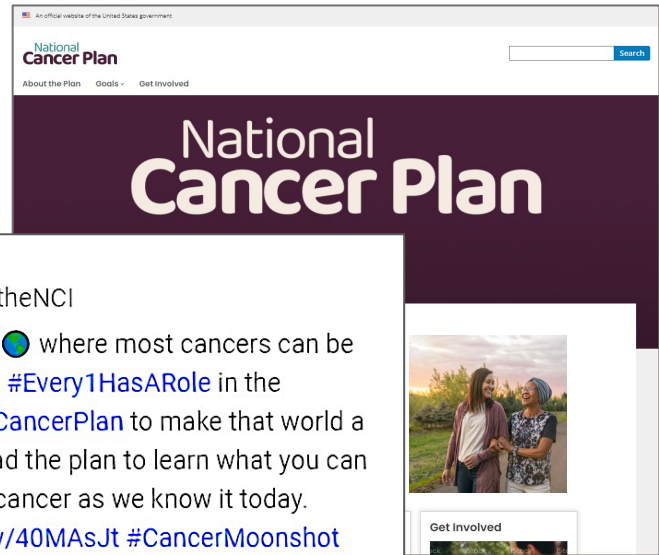 An official website of the United States government
National
Cancer Plan
Search
About the Plan Goals Get Involved
National
Cancer Plan
theNCI
where most cancers can be
#Every1HasARole in the
CancerPlan to make that world a
ad the plan to learn what you can
cancer as we know it today.
/40MAsJt #CancerMoonshot
Get Involved